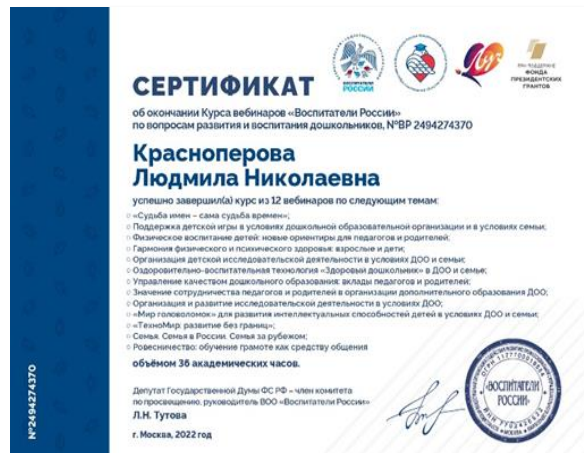 ВОСПИТАТЕЛИ
РОССИИ
ПРИ ПОДДЕРЖКЕ
ФОНДА
ПРЕЗИДЕНТСКИХ
ГРАНТОВ
СЕРТИФИКАТ
об окончании Курса вебинаров «Воспитатели России»
по вопросам развития и воспитания дошкольников, №ВР 2494274370
Красноперова
Людмила Николаевна
успешно завершил(а) курс из 12 вебинаров по следующим темам:
«Судьба имен – сама судьба времен»;
Поддержка детской игры в условиях дошкольной образовательной организации и в условиях семьи;
Физическое воспитание детей: новые ориентиры для педагогов и родителей;
Гармония физического и психического здоровья: взрослые и дети;
Организация детской исследовательской деятельности в условиях ДОО и семьи;
Оздоровительно-воспитательная технология «Здоровый дошкольник» в ДОО и семье;
Управление качеством дошкольного образования: вклады педагогов и родителей;
Значение сотрудничества педагогов и родителей в организации дополнительного образования ДОО;
Организация и развитие исследовательской деятельности в условиях ДОО;
«Мир головоломок» для развития интеллектуальных способностей детей в условиях ДОО и семьи;
«ТехноМир: развитие без границ»;
Семья. Семья в России. Семья за рубежом;
Ровесничество: обучение грамоте как средству общения
объёмом 36 академических часов.
Депутат Государственной Думы ФС РФ – член комитета
по просвещению, руководитель ВОО «Воспитатели России»
Л.Н. Тутова
г. Москва, 2022 год
«ВОСПИТАТЕЛИ
РОССИИ»
№2494274370